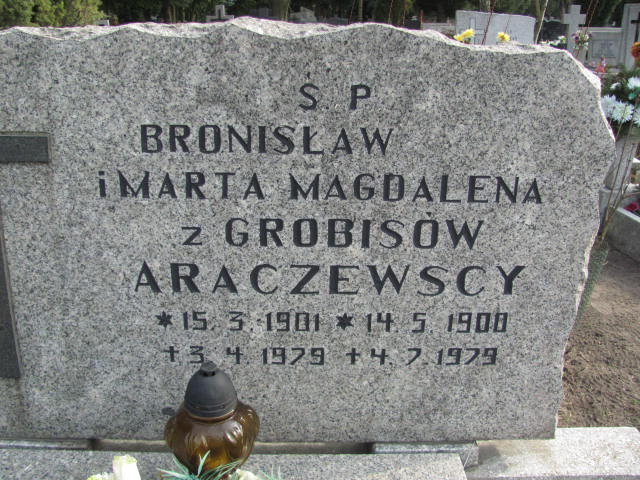 Ś P
BRONISŁAW
i MARTA MAGDALENA
z GROBISÓW
ARACZEWSCY
* 15. 3. 1901 * 14. 5. 1900
+ 3. 4. 1979 + 4. 7. 1979